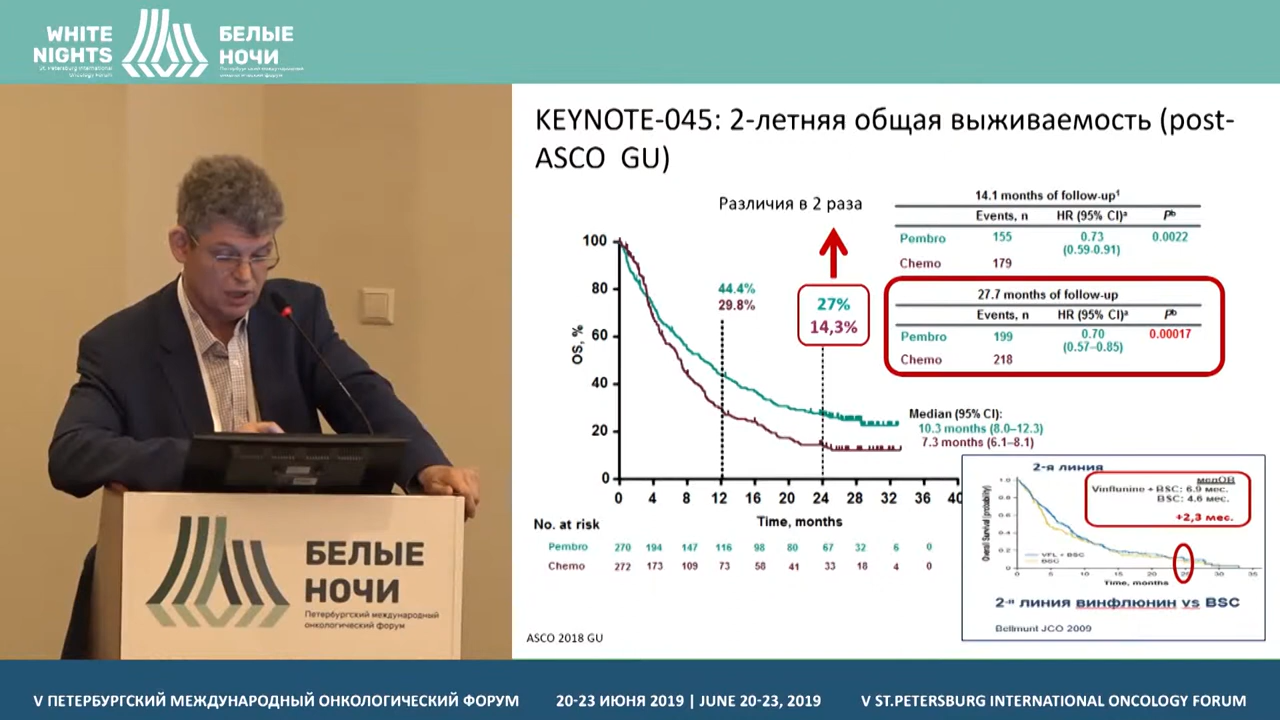 WHITE
NIGHTS
St. Petersburg International
Oncology Forum
БЕЛЫЕ
НОЧИ
Петербургский международный
онкологический форум
KEYNOTE-045: 2-летняя общая выживаемость (post-
ASCO GU)
Различия в 2 раза
14.1 months of follow-up¹
Events, n HR (95% CI)ᵃ Pᵇ
Pembro 155 0.73 0.0022
(0.59-0.91)
Chemo 179
27.7 months of follow-up
Events, n HR (95% CI)ᵃ Pᵇ
Pembro 199 0.70 0.00017
(0.57–0.85)
Chemo 218
44.4%
29.8%
27%
14,3%
OS, %
100
80
60
40
20
0
0 4 8 12 16 20 24 28 32 36 40
Time, months
Median (95% CI):
10.3 months (8.0–12.3)
7.3 months (6.1–8.1)
No. at risk
Pembro 270 194 147 116 98 80 67 32 6 0
Chemo 272 173 109 73 58 41 33 18 4 0
2-я линия
медОВ
Vinflunine + BSC: 6.9 мес.
BSC: 4.6 мес.
+2,3 мес.
Overall Survival (probability)
1.0
0.8
0.6
0.4
0.2
0
VFL + BSC
BSC
0 5 10 15 20 25 30 35
Time, months
2-я линия винфлюнин vs BSC
Bellmunt JCO 2009
ASCO 2018 GU
БЕЛЫЕ
НОЧИ
Петербургский международный
онкологический форум
V ПЕТЕРБУРГСКИЙ МЕЖДУНАРОДНЫЙ ОНКОЛОГИЧЕСКИЙ ФОРУМ
20-23 ИЮНЯ 2019 | JUNE 20-23, 2019
V ST.PETERSBURG INTERNATIONAL ONCOLOGY FORUM